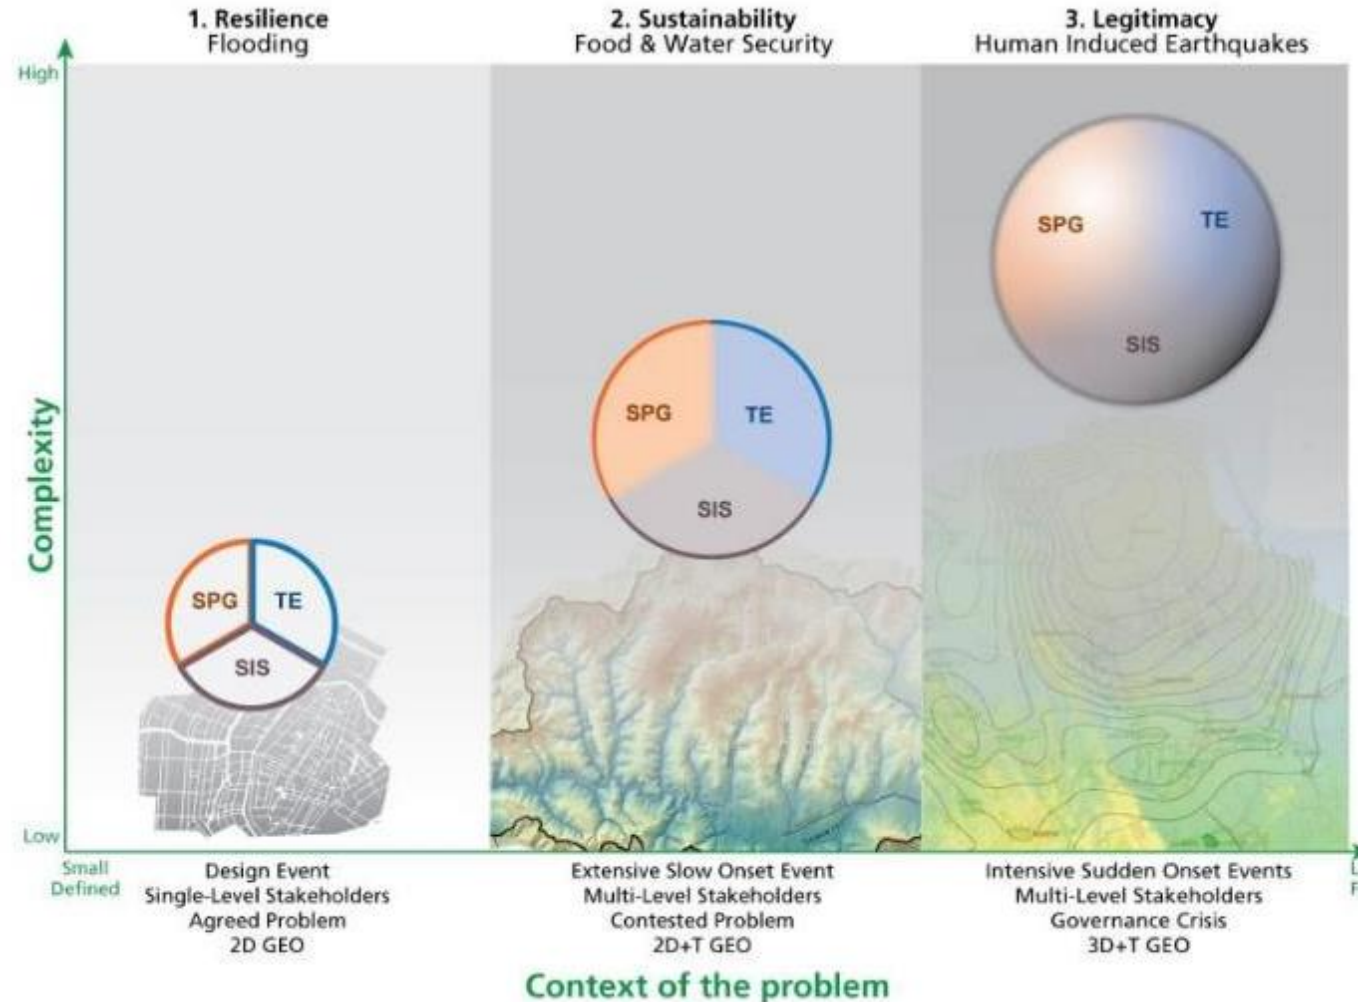 1. Resilience
Flooding
2. Sustainability
Food & Water Security
3. Legitimacy
Human Induced Earthquakes
High
Complexity
Low
SPG
TE
SIS
SPG
TE
SIS
SPG
TE
SIS
Small
Defined
Design Event
Single-Level Stakeholders
Agreed Problem
2D GEO
Extensive Slow Onset Event
Multi-Level Stakeholders
Contested Problem
2D+T GEO
Intensive Sudden Onset Events
Multi-Level Stakeholders
Governance Crisis
3D+T GEO
Context of the problem